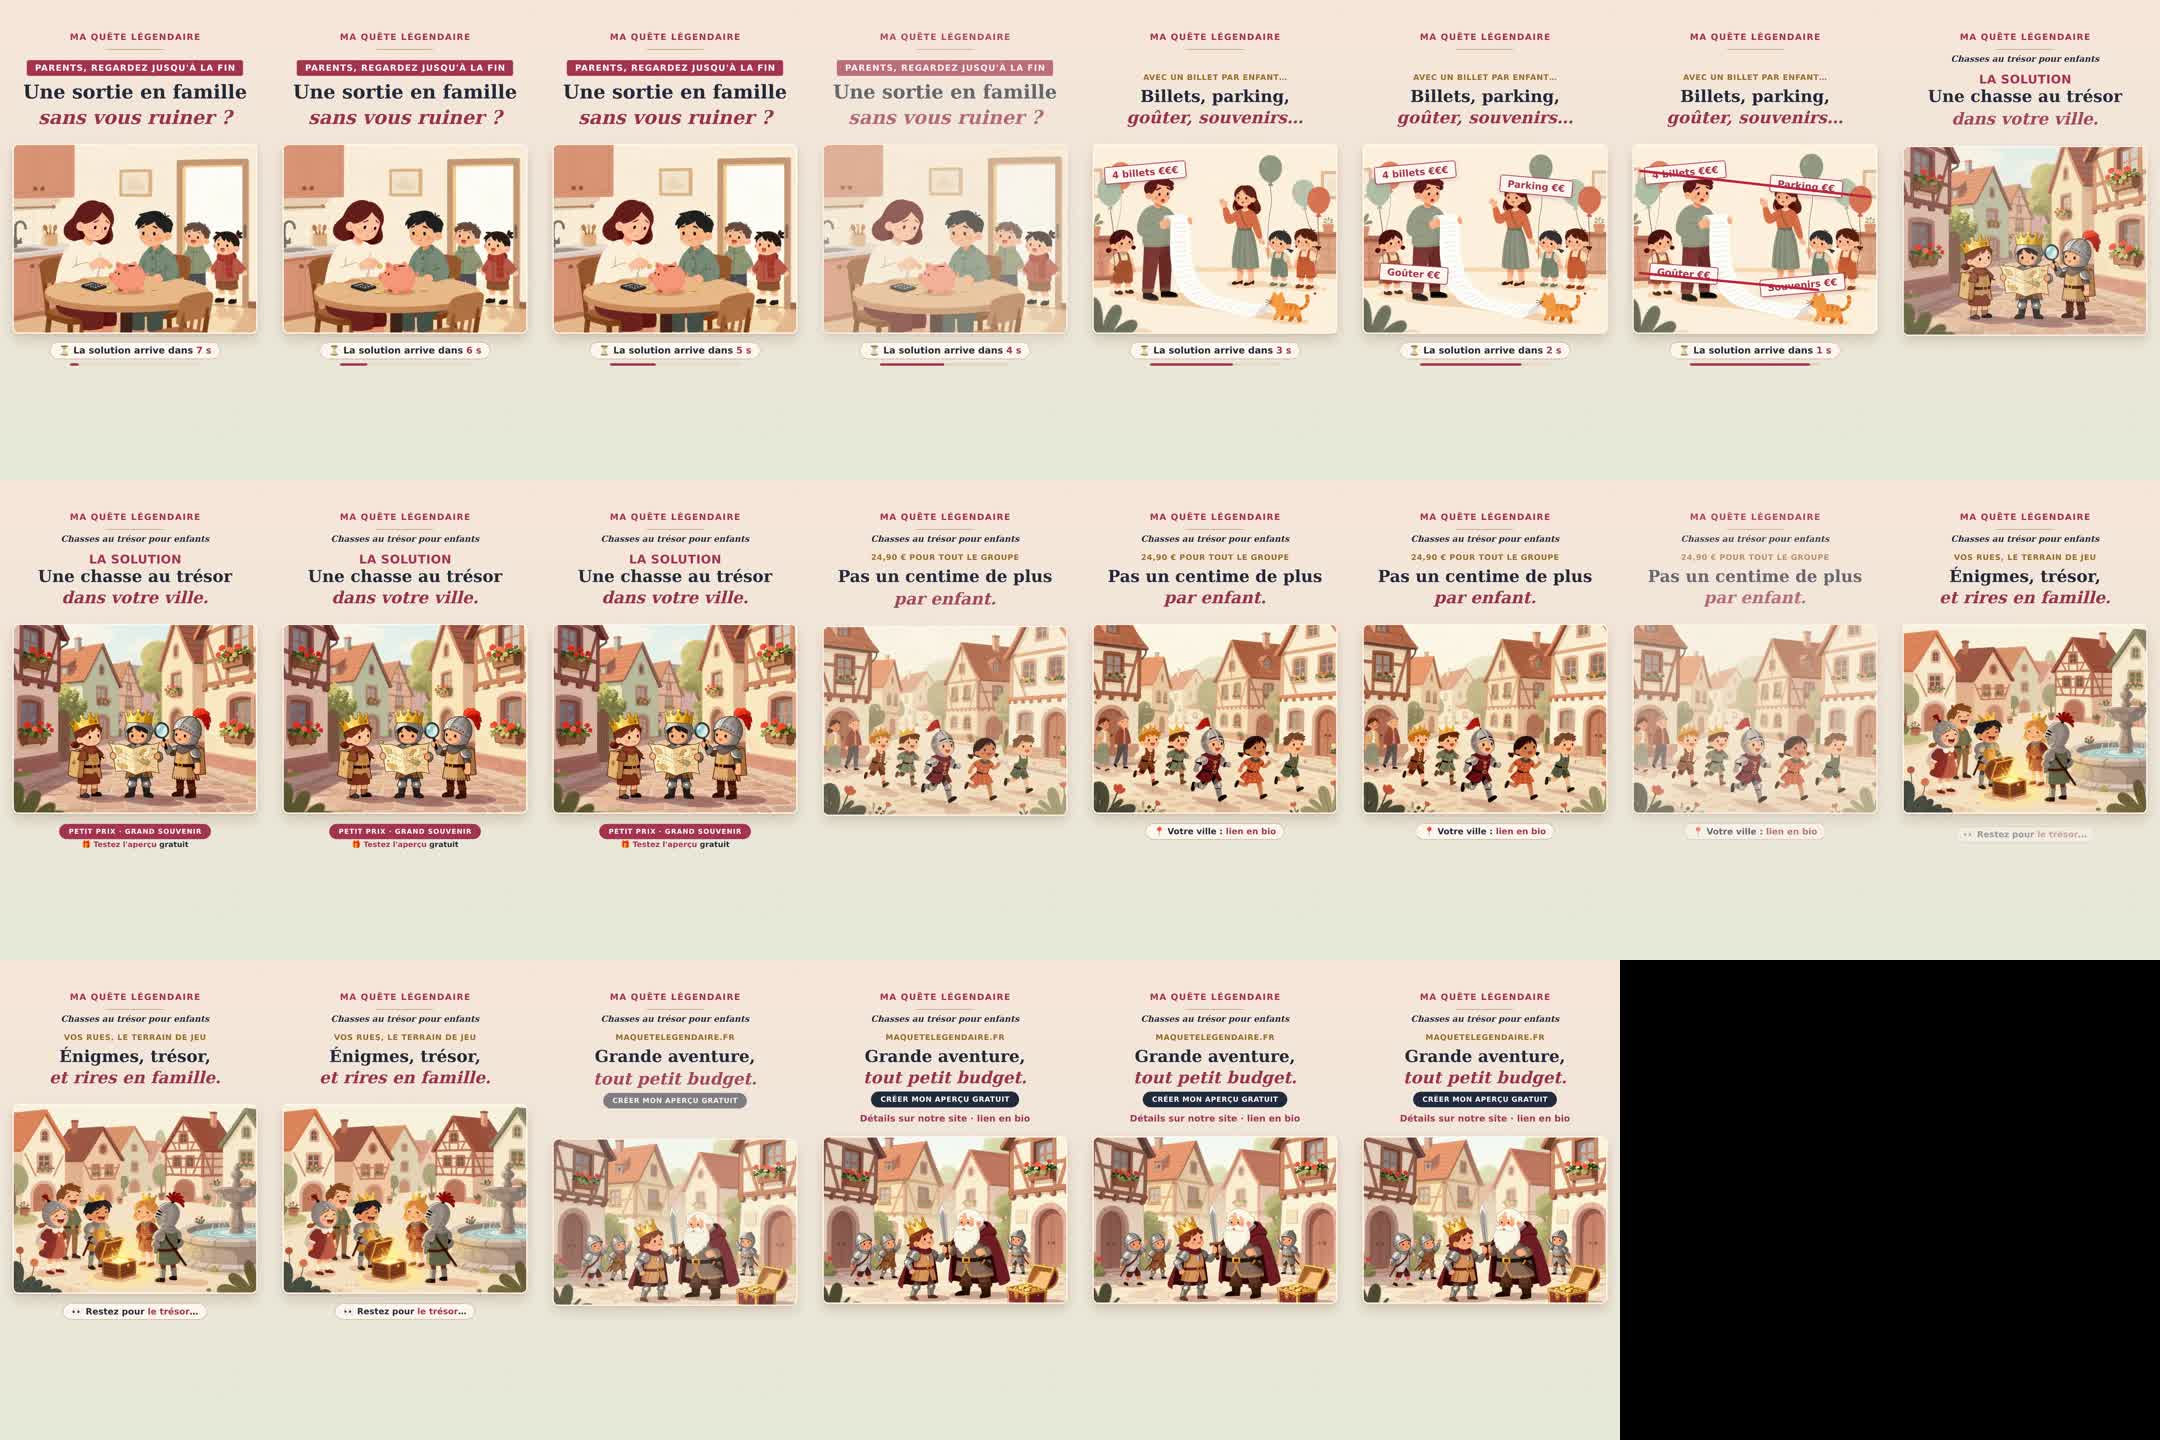 MA QUÊTE LÉGENDAIRE
PARENTS, REGARDEZ JUSQU'À LA FIN
Une sortie en famille
sans vous ruiner ?
⏳ La solution arrive dans 7 s
MA QUÊTE LÉGENDAIRE
PARENTS, REGARDEZ JUSQU'À LA FIN
Une sortie en famille
sans vous ruiner ?
⏳ La solution arrive dans 6 s
MA QUÊTE LÉGENDAIRE
PARENTS, REGARDEZ JUSQU'À LA FIN
Une sortie en famille
sans vous ruiner ?
⏳ La solution arrive dans 5 s
MA QUÊTE LÉGENDAIRE
PARENTS, REGARDEZ JUSQU'À LA FIN
Une sortie en famille
sans vous ruiner ?
⏳ La solution arrive dans 4 s
MA QUÊTE LÉGENDAIRE
AVEC UN BILLET PAR ENFANT…
Billets, parking,
goûter, souvenirs…
4 billets €€€
⏳ La solution arrive dans 3 s
MA QUÊTE LÉGENDAIRE
AVEC UN BILLET PAR ENFANT…
Billets, parking,
goûter, souvenirs…
4 billets €€€
Parking €€
Goûter €€
⏳ La solution arrive dans 2 s
MA QUÊTE LÉGENDAIRE
AVEC UN BILLET PAR ENFANT…
Billets, parking,
goûter, souvenirs…
4 billets €€€
Parking €€
Goûter €€
Souvenirs €€
⏳ La solution arrive dans 1 s
MA QUÊTE LÉGENDAIRE
Chasses au trésor pour enfants
LA SOLUTION
Une chasse au trésor
dans votre ville.
MA QUÊTE LÉGENDAIRE
Chasses au trésor pour enfants
LA SOLUTION
Une chasse au trésor
dans votre ville.
PETIT PRIX · GRAND SOUVENIR
🎁 Testez l'aperçu gratuit
MA QUÊTE LÉGENDAIRE
Chasses au trésor pour enfants
LA SOLUTION
Une chasse au trésor
dans votre ville.
PETIT PRIX · GRAND SOUVENIR
🎁 Testez l'aperçu gratuit
MA QUÊTE LÉGENDAIRE
Chasses au trésor pour enfants
LA SOLUTION
Une chasse au trésor
dans votre ville.
PETIT PRIX · GRAND SOUVENIR
🎁 Testez l'aperçu gratuit
MA QUÊTE LÉGENDAIRE
Chasses au trésor pour enfants
24,90 € POUR TOUT LE GROUPE
Pas un centime de plus
par enfant.
MA QUÊTE LÉGENDAIRE
Chasses au trésor pour enfants
24,90 € POUR TOUT LE GROUPE
Pas un centime de plus
par enfant.
📍 Votre ville : lien en bio
MA QUÊTE LÉGENDAIRE
Chasses au trésor pour enfants
24,90 € POUR TOUT LE GROUPE
Pas un centime de plus
par enfant.
📍 Votre ville : lien en bio
MA QUÊTE LÉGENDAIRE
Chasses au trésor pour enfants
24,90 € POUR TOUT LE GROUPE
Pas un centime de plus
par enfant.
📍 Votre ville : lien en bio
MA QUÊTE LÉGENDAIRE
Chasses au trésor pour enfants
VOS RUES, LE TERRAIN DE JEU
Énigmes, trésor,
et rires en famille.
👀 Restez pour le trésor…
MA QUÊTE LÉGENDAIRE
Chasses au trésor pour enfants
VOS RUES, LE TERRAIN DE JEU
Énigmes, trésor,
et rires en famille.
👀 Restez pour le trésor…
MA QUÊTE LÉGENDAIRE
Chasses au trésor pour enfants
VOS RUES, LE TERRAIN DE JEU
Énigmes, trésor,
et rires en famille.
👀 Restez pour le trésor…
MA QUÊTE LÉGENDAIRE
Chasses au trésor pour enfants
MAQUETELEGENDAIRE.FR
Grande aventure,
tout petit budget.
CRÉER MON APERÇU GRATUIT
MA QUÊTE LÉGENDAIRE
Chasses au trésor pour enfants
MAQUETELEGENDAIRE.FR
Grande aventure,
tout petit budget.
CRÉER MON APERÇU GRATUIT
Détails sur notre site · lien en bio
MA QUÊTE LÉGENDAIRE
Chasses au trésor pour enfants
MAQUETELEGENDAIRE.FR
Grande aventure,
tout petit budget.
CRÉER MON APERÇU GRATUIT
Détails sur notre site · lien en bio
MA QUÊTE LÉGENDAIRE
Chasses au trésor pour enfants
MAQUETELEGENDAIRE.FR
Grande aventure,
tout petit budget.
CRÉER MON APERÇU GRATUIT
Détails sur notre site · lien en bio